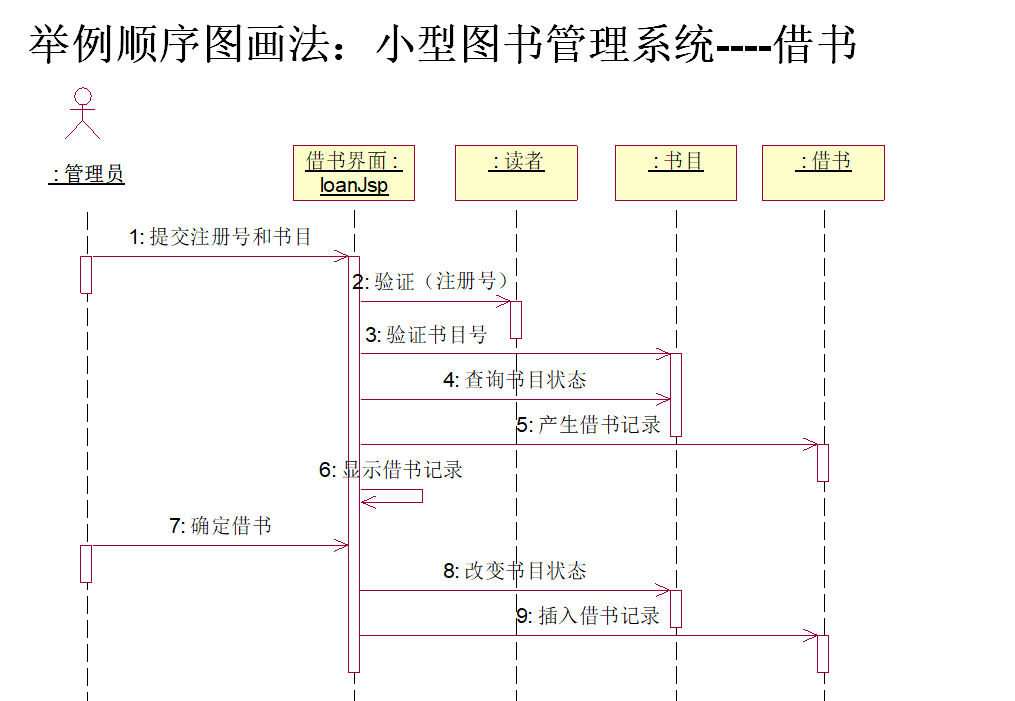 举例顺序图画法：小型图书管理系统----借书
: 管理员
借书界面 :
loanJsp
: 读者
: 书目
: 借书
1: 提交注册号和书目
2: 验证（注册号）
3: 验证书目号
4: 查询书目状态
5: 产生借书记录
6: 显示借书记录
7: 确定借书
8: 改变书目状态
9: 插入借书记录